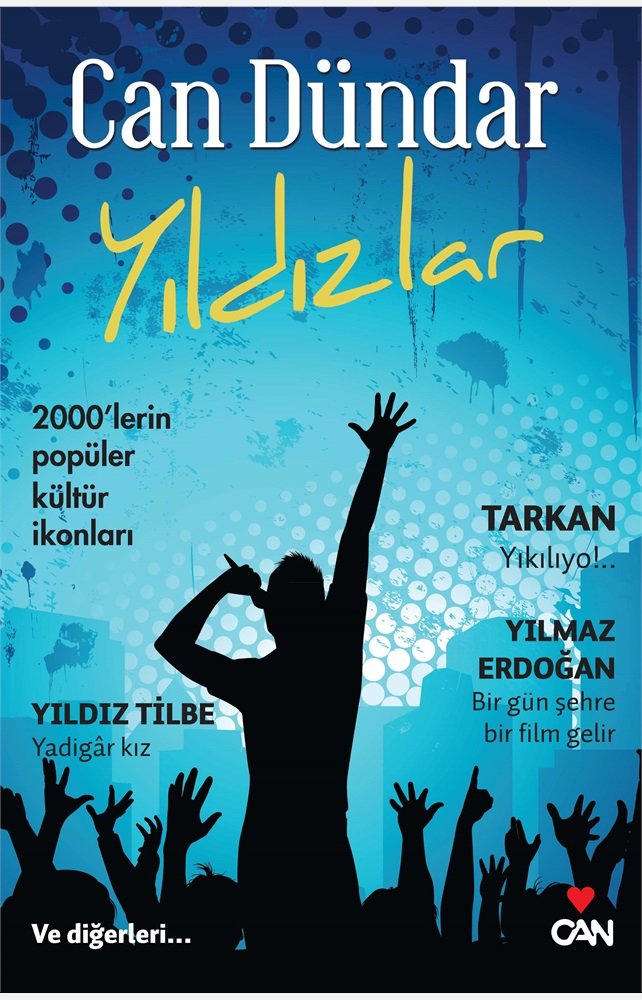 Can Dündar
Yıldızlar
2000'lerin
popüler
kültür
ikonları
TARKAN
Yıkılıyo!..
YILMAZ
ERDOĞAN
Bir gün şehre
bir film gelir
YILDIZ TİLBE
Yadigâr kız
Ve diğerleri...
CAN